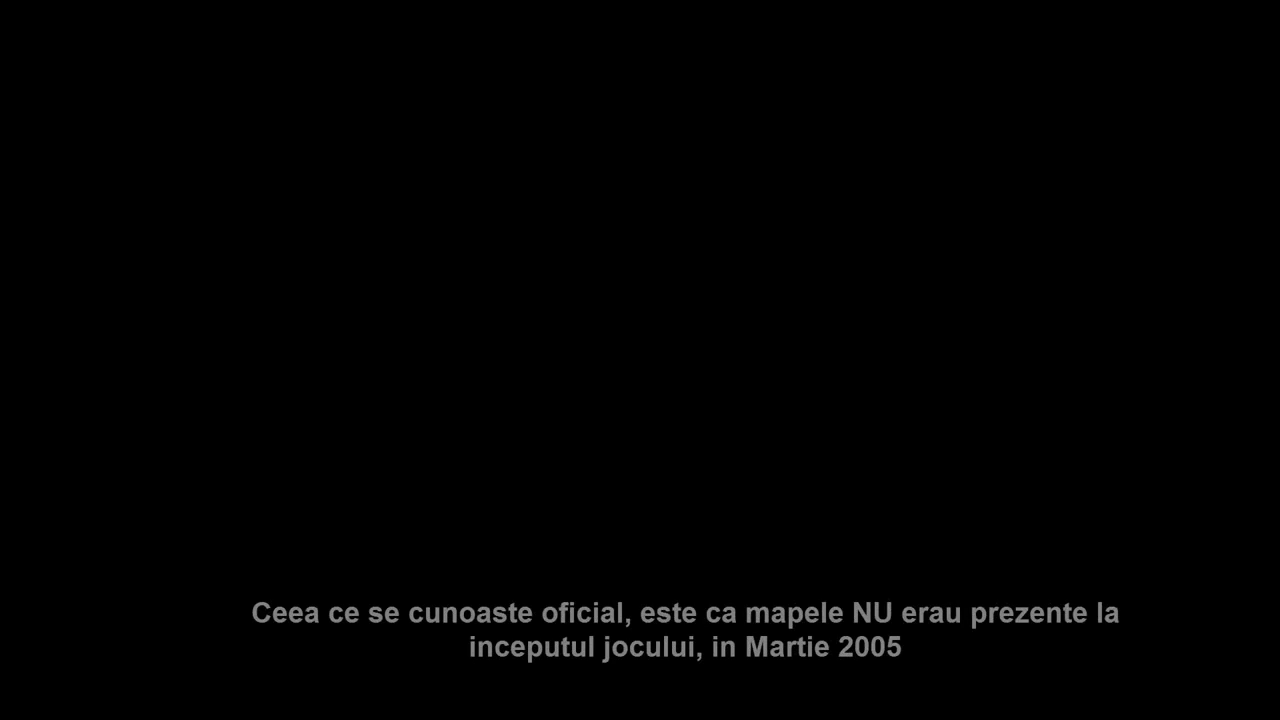 Ceea ce se cunoaste oficial, este ca mapele NU erau prezente la
inceputul jocului, in Martie 2005